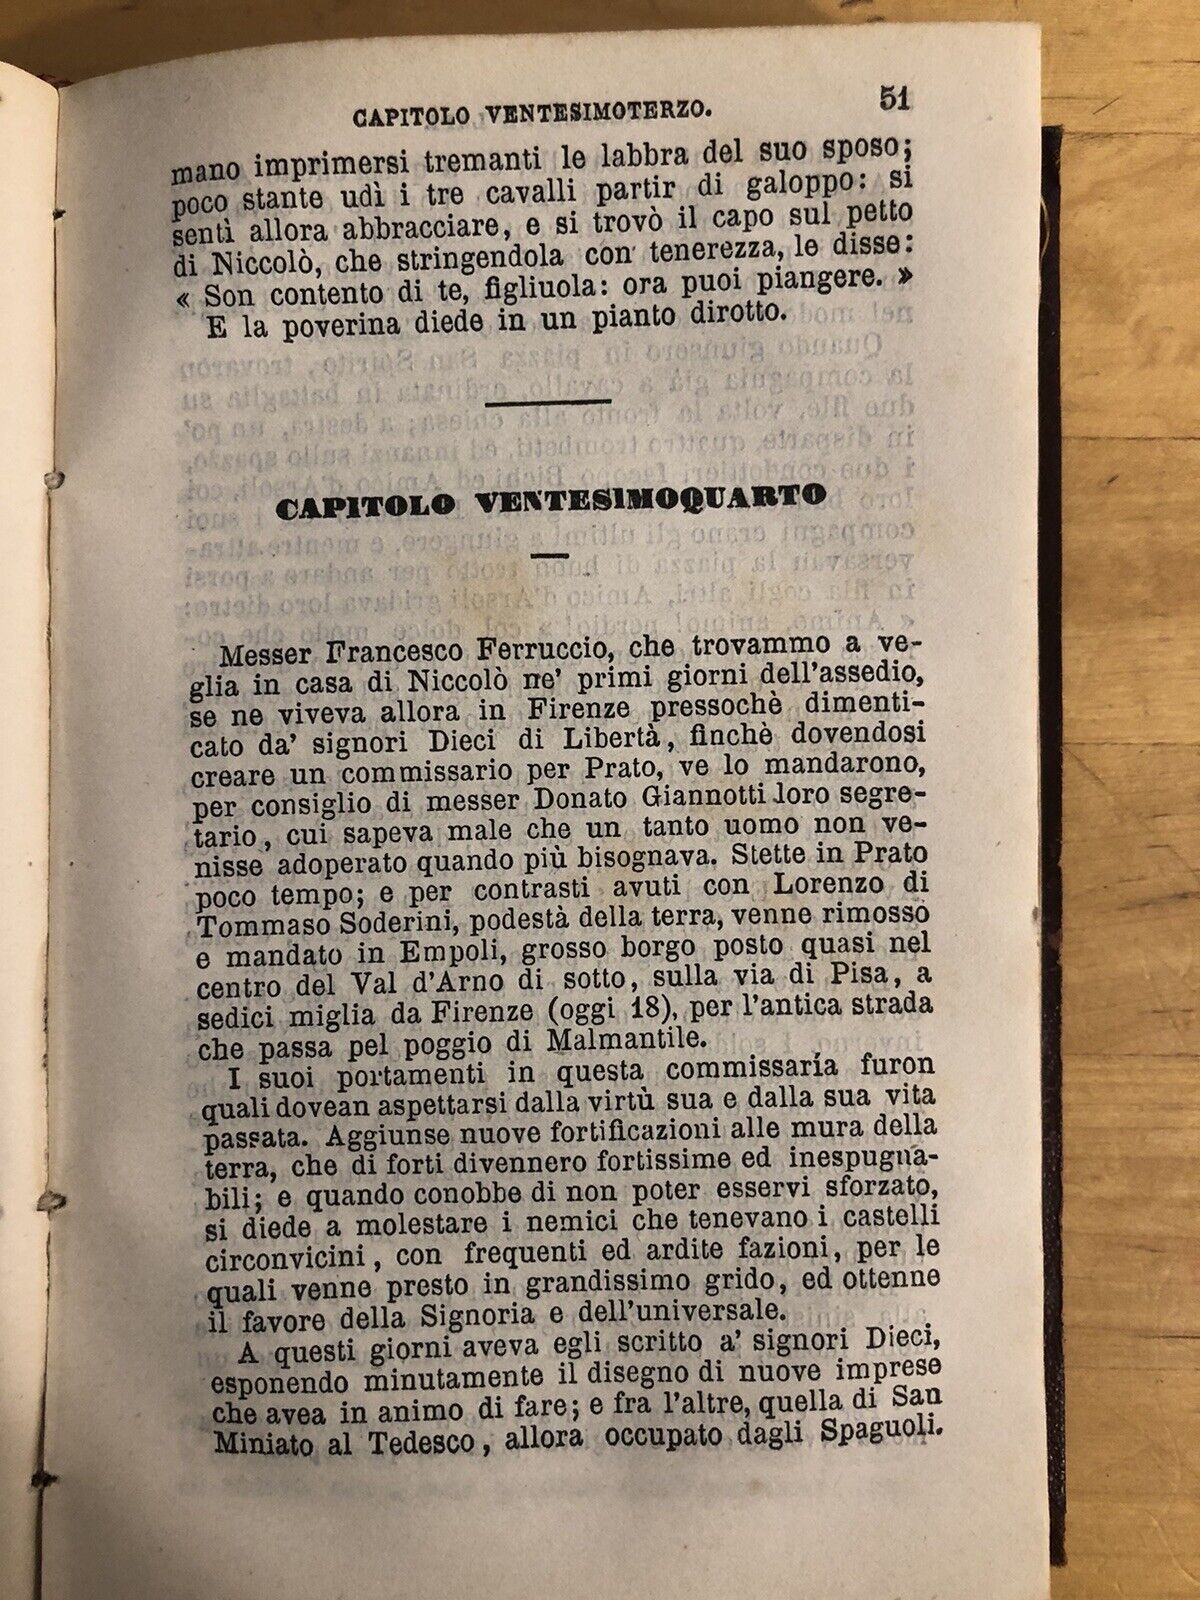 CAPITOLO VENTESIMOTERZO. 51
mano imprimersi tremanti le labbra del suo sposo;
poco stante udì i tre cavalli partir di galoppo: si
sentì allora abbracciare, e si trovò il capo sul petto
di Niccolò, che stringendola con tenerezza, le disse:
« Son contento di te, figliuola: ora puoi piangere. »
E la poverina diede in un pianto dirotto.
CAPITOLO VENTESIMOQUARTO
Messer Francesco Ferruccio, che trovammo a ve-
glia in casa di Niccolò ne' primi giorni dell'assedio,
se ne viveva allora in Firenze pressochè dimenti-
cato da' signori Dieci di Libertà, finchè dovendosi
creare un commissario per Prato, ve lo mandarono,
per consiglio di messer Donato Giannotti loro segre-
tario, cui sapeva male che un tanto uomo non ve-
nisse adoperato quando più bisognava. Stette in Prato
poco tempo; e per contrasti avuti con Lorenzo di
Tommaso Soderini, podestà della terra, venne rimosso
e mandato in Empoli, grosso borgo posto quasi nel
centro del Val d'Arno di sotto, sulla via di Pisa, a
sedici miglia da Firenze (oggi 18), per l'antica strada
che passa pel poggio di Malmantile.
I suoi portamenti in questa commissaría furon
quali dovean aspettarsi dalla virtù sua e dalla sua vita
passata. Aggiunse nuove fortificazioni alle mura della
terra, che di forti divennero fortissime ed inespugna-
bili; e quando conobbe di non poter esservi sforzato,
si diede a molestare i nemici che tenevano i castelli
circonvicini, con frequenti ed ardite fazioni, per le
quali venne presto in grandissimo grido, ed ottenne
il favore della Signoria e dell'universale.
A questi giorni aveva egli scritto a' signori Dieci,
esponendo minutamente il disegno di nuove imprese
che avea in animo di fare; e fra l'altre, quella di San
Miniato al Tedesco, allora occupato dagli Spaguoli.